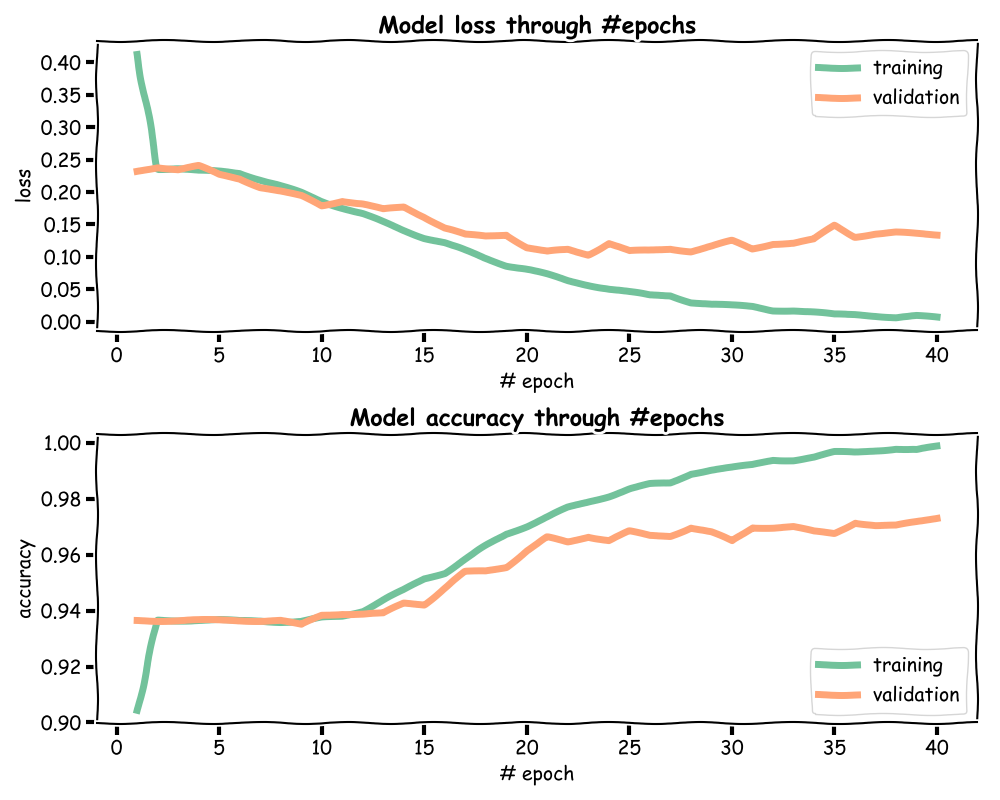 Model loss through #epochs
0.40
0.35
0.30
0.25
0.20
0.15
0.10
0.05
0.00
loss
training
validation
0 5 10 15 20 25 30 35 40
# epoch
Model accuracy through #epochs
1.00
0.98
0.96
0.94
0.92
0.90
accuracy
training
validation
0 5 10 15 20 25 30 35 40
# epoch